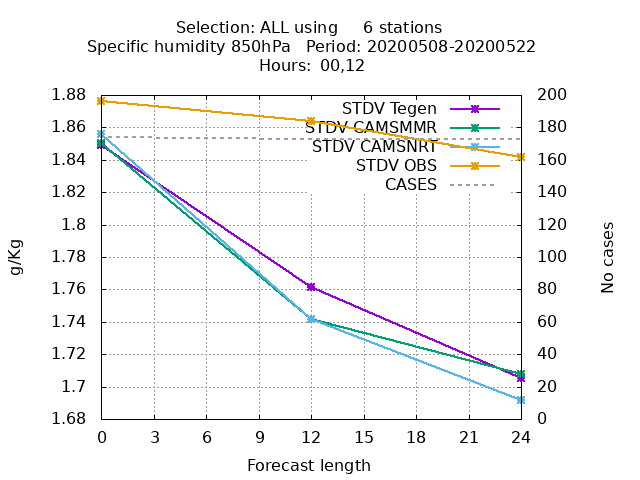 Selection: ALL using 6 stations
Specific humidity 850hPa Period: 20200508-20200522
Hours: 00,12
1.88
1.86
1.84
1.82
1.8
1.78
1.76
1.74
1.72
1.7
1.68
g/Kg
STDV Tegen
STDV CAMSMMR
STDV CAMSNRT
STDV OBS
CASES
200
180
160
140
120
100
80
60
40
20
0
No cases
0 3 6 9 12 15 18 21 24
Forecast length